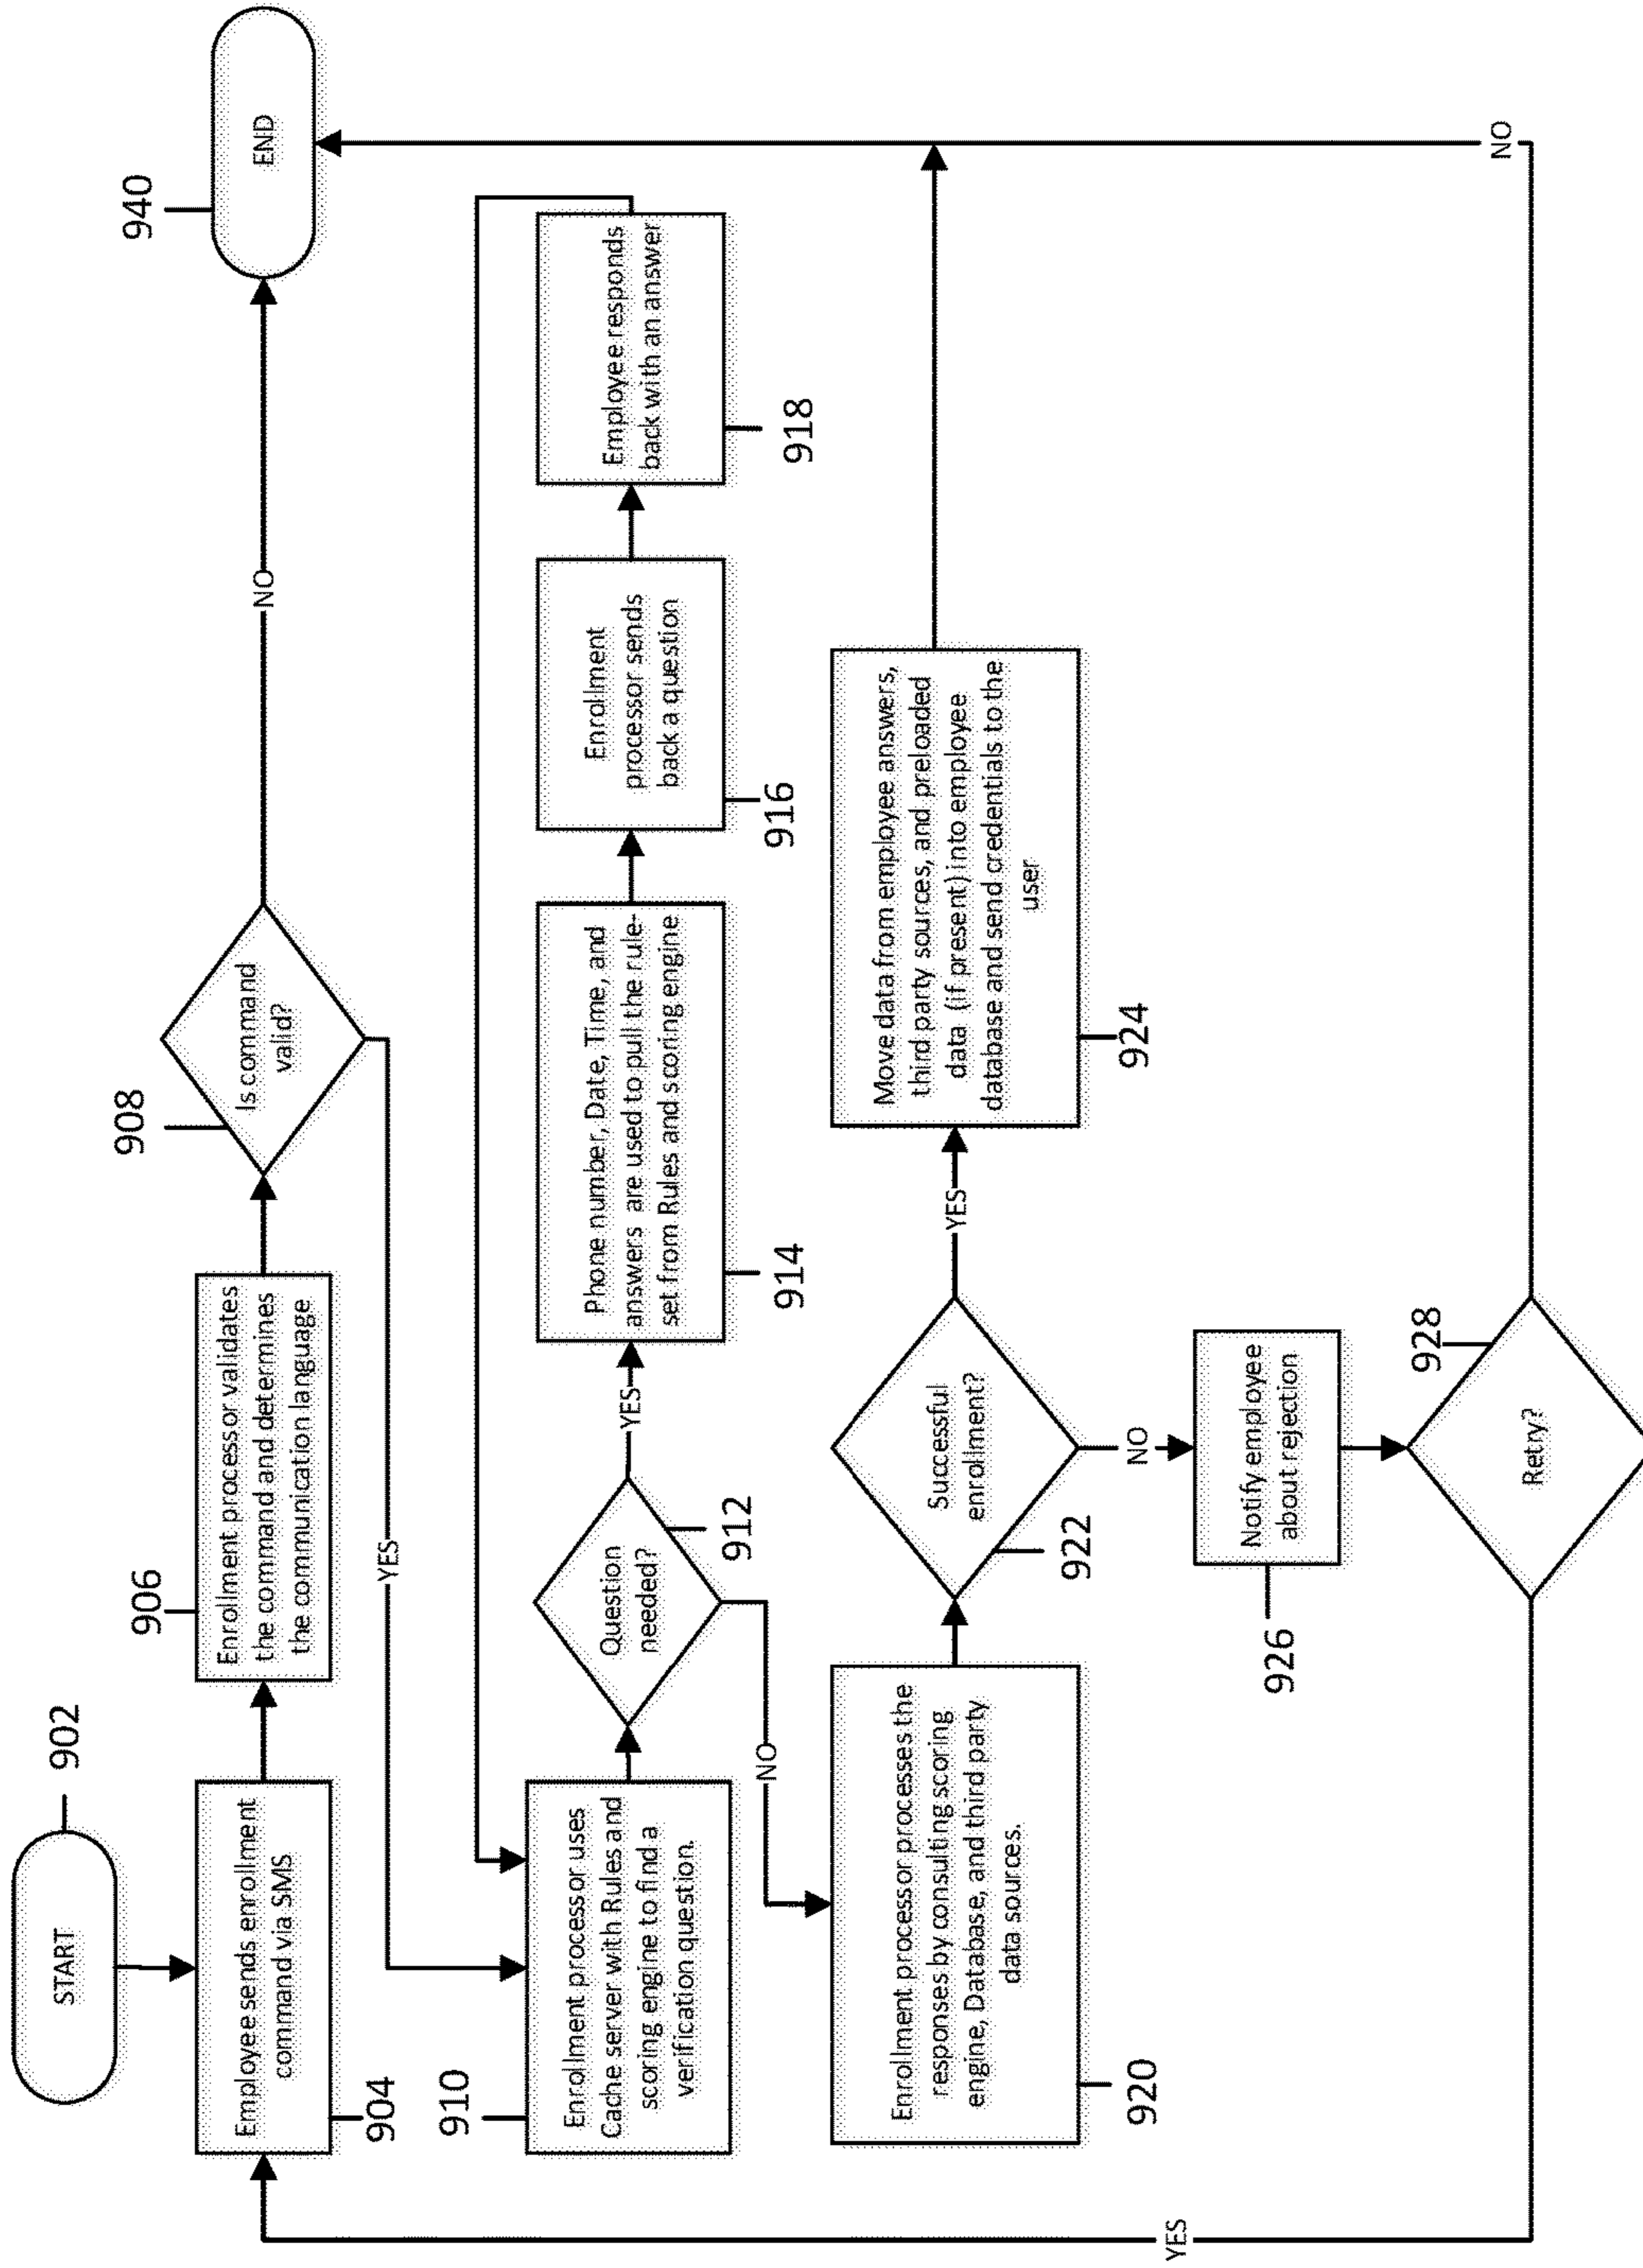 START
902
Employee sends enrollment
command via SMS
904
906
Enrollment processor validates
the command and determines
the communication language
908
Is command
valid?
NO
940
END
YES
910
Enrollment processor uses
Cache server with Rules and
scoring engine to find a
verification question.
Question
needed?
912
YES
Phone number, Date, Time, and
answers are used to pull the rule-
set from Rules and scoring engine
914
Enrollment
processor sends
back a question
916
Employee responds
back with an answer
918
NO
Enrollment processor processes the
responses by consulting scoring
engine, Database, and third party
data sources.
920
Successful
enrollment?
922
YES
Move data from employee answers,
third party sources, and preloaded
data (if present) into employee
database and send credentials to the
user
924
NO
Notify employee
about rejection
926
928
Retry?
YES
NO